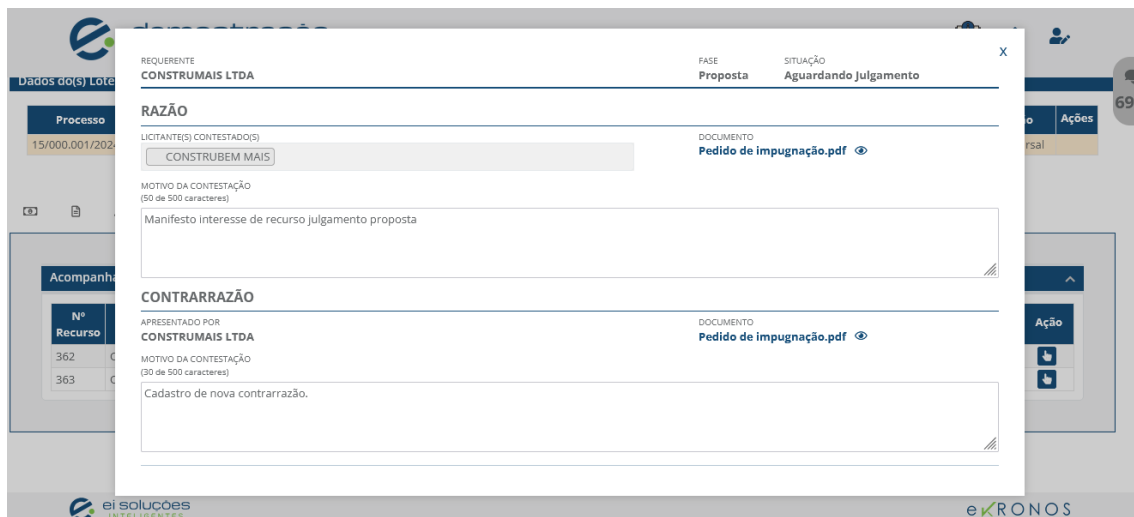 REQUERENTE
CONSTRUMAIS LTDA
FASE
Proposta
SITUAÇÃO
Aguardando Julgamento
X
Dados do(s) Lote
69
Processo
Ações
15/000.001/202
rsal
RAZÃO
LICITANTE(S) CONTESTADO(S)
CONSTRUBEM MAIS
DOCUMENTO
Pedido de impugnação.pdf
MOTIVO DA CONTESTAÇÃO
(50 de 500 caracteres)
Manifesto interesse de recurso julgamento proposta
Acompanha
CONTRARRAZÃO
Nº
Recurso
Ação
APRESENTADO POR
CONSTRUMAIS LTDA
DOCUMENTO
Pedido de impugnação.pdf
362
363
MOTIVO DA CONTESTAÇÃO
(30 de 500 caracteres)
Cadastro de nova contrarrazão.
ei soluções
INTELIGENTES
eKRONOS